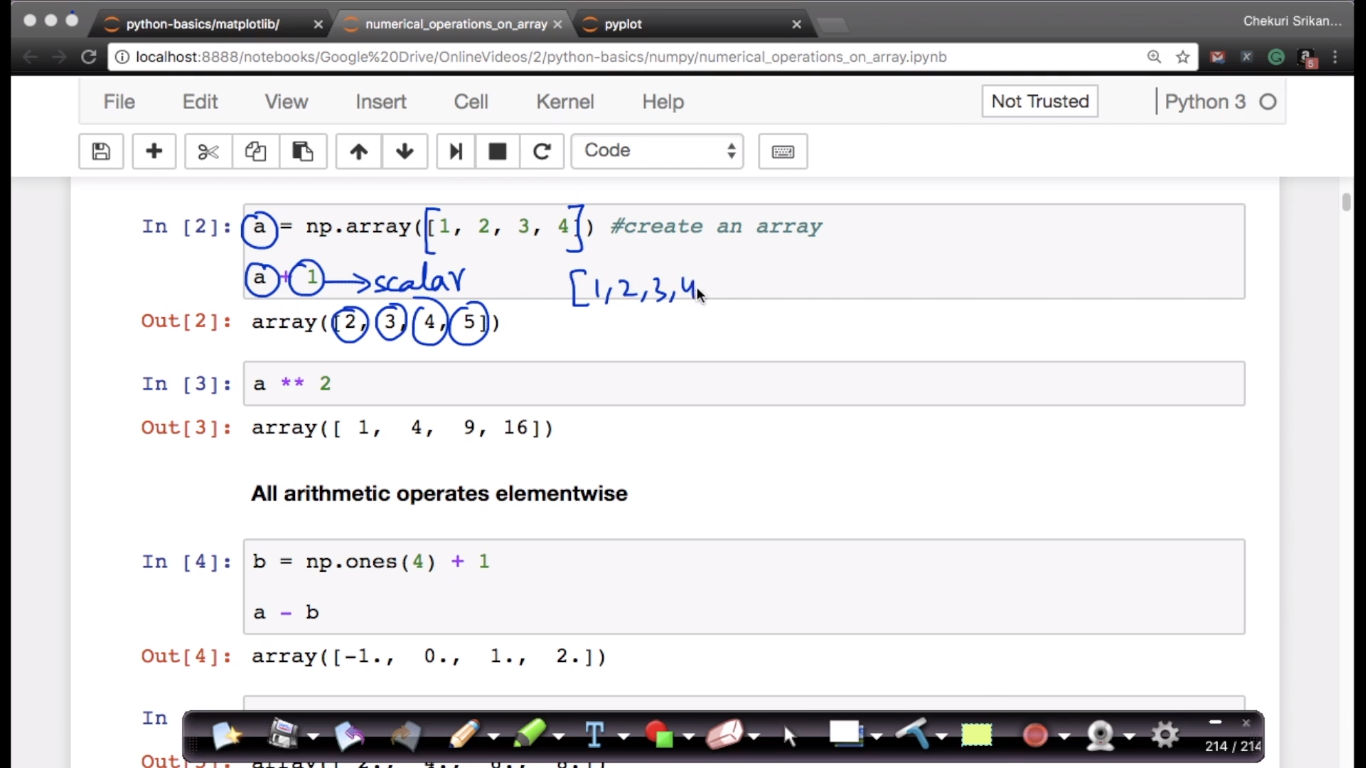 python-basics/matplotlib/ numerical_operations_on_array pyplot Chekuri Srikan...
localhost:8888/notebooks/Google%20Drive/OnlineVideos/2/python-basics/numpy/numerical_operations_on_array.ipynb
File Edit View Insert Cell Kernel Help Not Trusted Python 3
Code
In [2]: a = np.array([1, 2, 3, 4]) #create an array
a + 1 → scalar [1,2,3,4
Out[2]: array([2, 3, 4, 5])
In [3]: a ** 2
Out[3]: array([ 1, 4, 9, 16])
All arithmetic operates elementwise
In [4]: b = np.ones(4) + 1
a - b
Out[4]: array([-1., 0., 1., 2.])
In
214 / 214